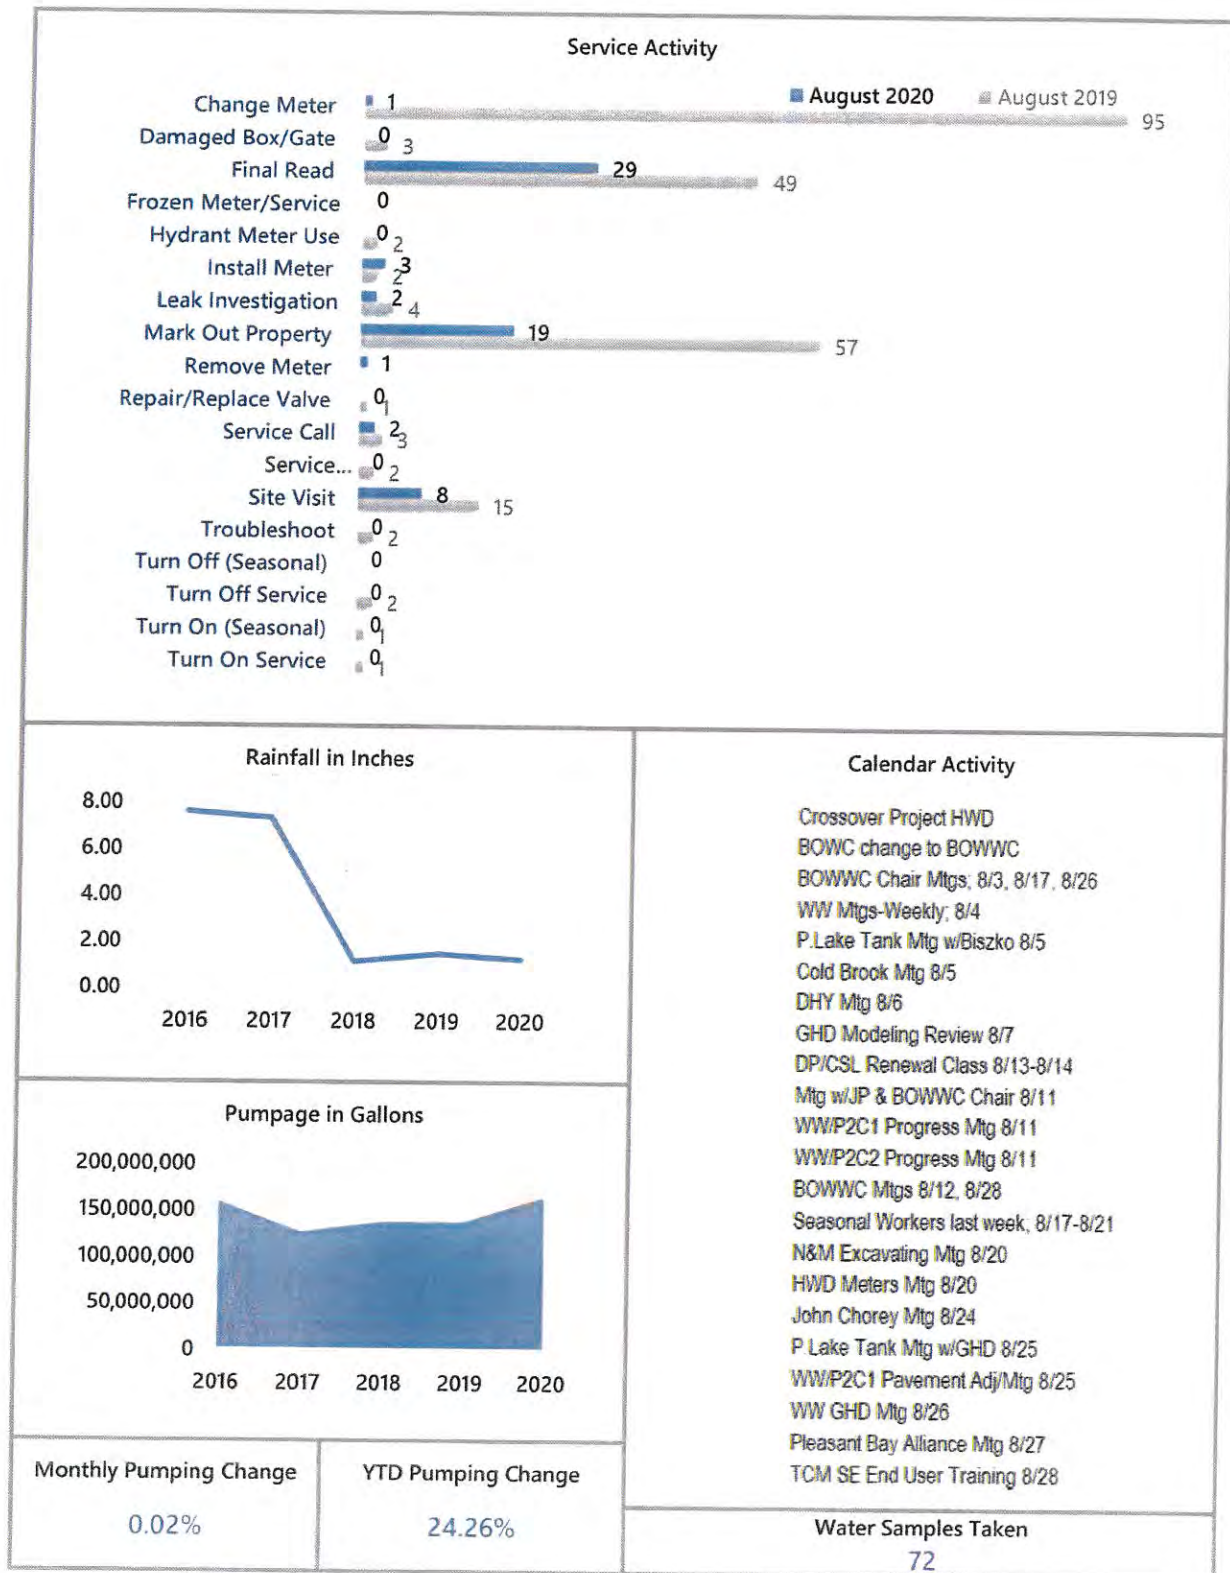 Service Activity
August 2020 August 2019
Change Meter 1 95
Damaged Box/Gate 0 3
Final Read 29 49
Frozen Meter/Service 0
Hydrant Meter Use 0 2
Install Meter 3 2
Leak Investigation 2 4
Mark Out Property 19 57
Remove Meter 1
Repair/Replace Valve 0 1
Service Call 2 3
Service... 0 2
Site Visit 8 15
Troubleshoot 0 2
Turn Off (Seasonal) 0
Turn Off Service 0 2
Turn On (Seasonal) 0 1
Turn On Service 0 1
Rainfall in Inches
8.00
6.00
4.00
2.00
0.00
2016 2017 2018 2019 2020
Pumpage in Gallons
200,000,000
150,000,000
100,000,000
50,000,000
0
2016 2017 2018 2019 2020
Monthly Pumping Change
0.02%
YTD Pumping Change
24.26%
Calendar Activity
Crossover Project HWD
BOWC change to BOWWC
BOWWC Chair Mtgs; 8/3, 8/17, 8/26
WW Mtgs-Weekly; 8/4
P.Lake Tank Mtg w/Biszko 8/5
Cold Brook Mtg 8/5
DHY Mtg 8/6
GHD Modeling Review 8/7
DP/CSL Renewal Class 8/13-8/14
Mtg w/JP & BOWWC Chair 8/11
WW/P2C1 Progress Mtg 8/11
WW/P2C2 Progress Mtg 8/11
BOWWC Mtgs 8/12, 8/28
Seasonal Workers last week; 8/17-8/21
N&M Excavating Mtg 8/20
HWD Meters Mtg 8/20
John Chorey Mtg 8/24
P Lake Tank Mtg w/GHD 8/25
WW/P2C1 Pavement Adj/Mtg 8/25
WW GHD Mtg 8/26
Pleasant Bay Alliance Mtg 8/27
TCM SE End User Training 8/28
Water Samples Taken
72